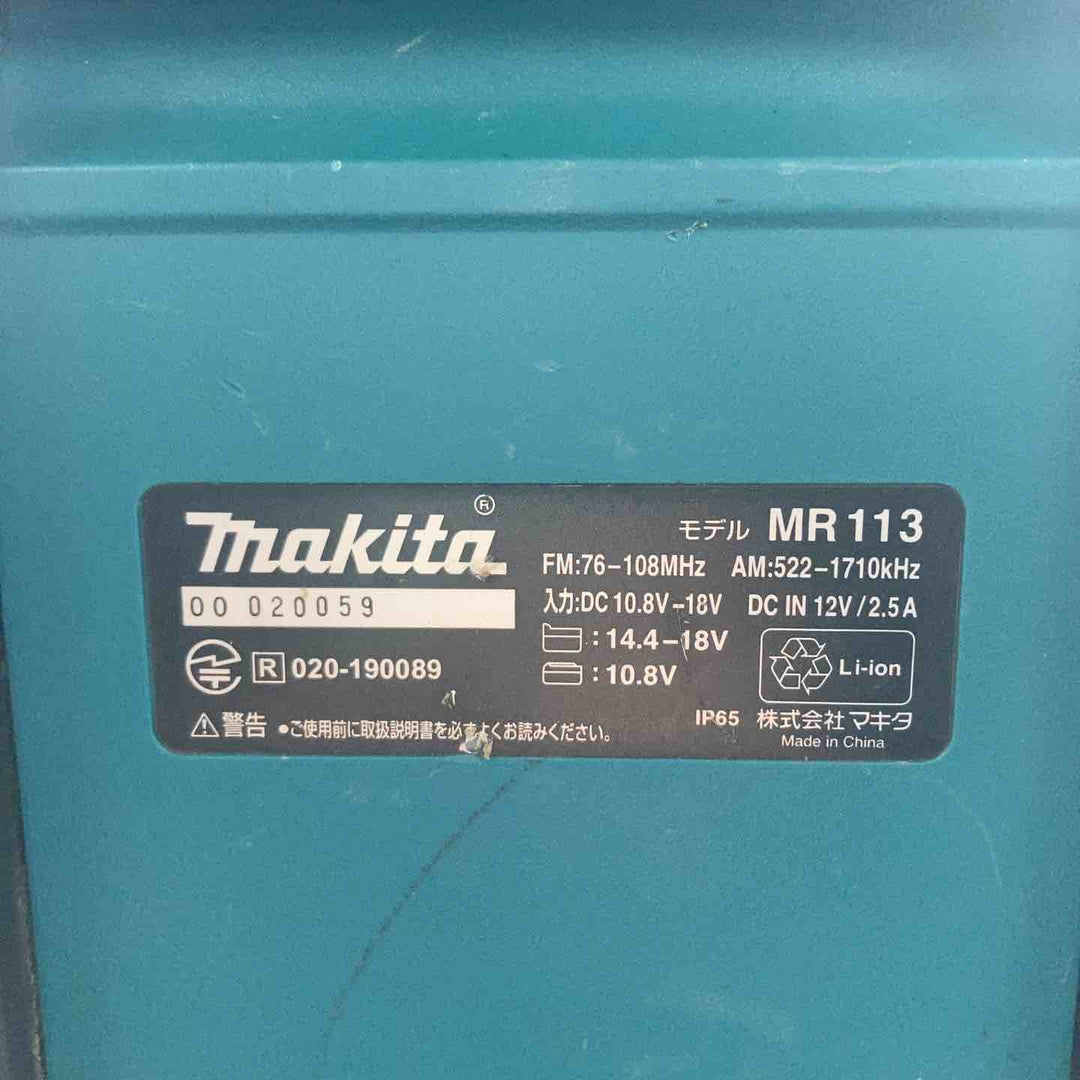 makita®
モデル MR113
FM:76-108MHz AM:522-1710kHz
00 020059
入力:DC 10.8V-18V DC IN 12V/2.5A
:14.4-18V
R 020-190089
:10.8V
Li-ion
⚠警告 ●ご使用前に取扱説明書を必ずよくお読みください。
IP65 株式会社マキタ
Made in China